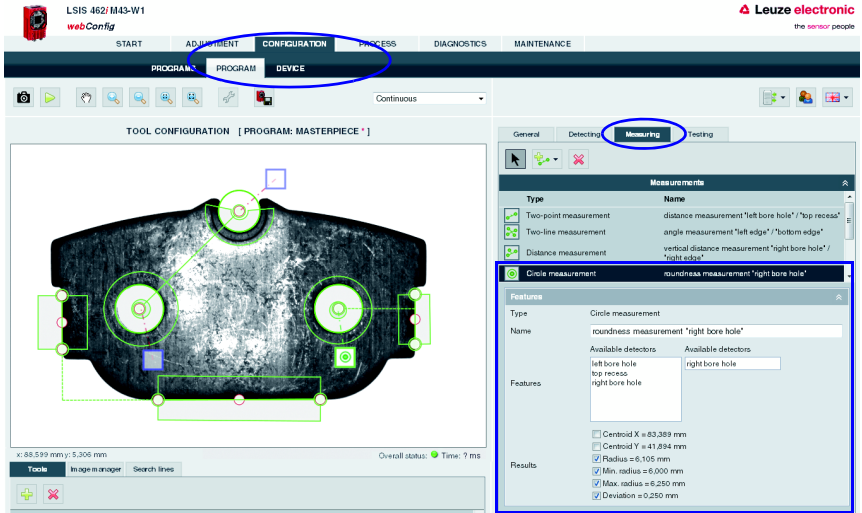 LSIS 462i M43-W1
webConfig
Leuze electronic
the sensor people
START ADJUSTMENT CONFIGURATION PROCESS DIAGNOSTICS MAINTENANCE
PROGRAMS PROGRAM DEVICE
Continuous
TOOL CONFIGURATION [ PROGRAM: MASTERPIECE * ]
x: 88,599 mm y: 5,306 mm
Overall status: Time: ? ms
Tools Image manager Search lines
General Detecting Measuring Testing
Measurements
Type Name
Two-point measurement distance measurement "left bore hole" / "top recess"
Two-line measurement angle measurement "left edge" / "bottom edge"
Distance measurement vertical distance measurement "right bore hole" / "right edge"
Circle measurement roundness measurement "right bore hole"
Features
Type Circle measurement
Name roundness measurement "right bore hole"
Available detectors Available detectors
Features
left bore hole right bore hole
top recess
right bore hole
Results
Centroid X = 83,389 mm
Centroid Y = 41,894 mm
Radius = 6,105 mm
Min. radius = 6,000 mm
Max. radius = 6,250 mm
Deviation = 0,250 mm